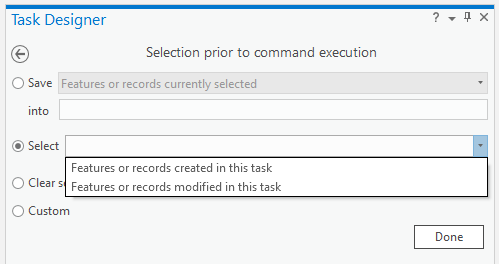 Task Designer
?
Selection prior to command execution
Save
Features or records currently selected
into
Select
Features or records created in this task
Features or records modified in this task
Clear s
Custom
Done